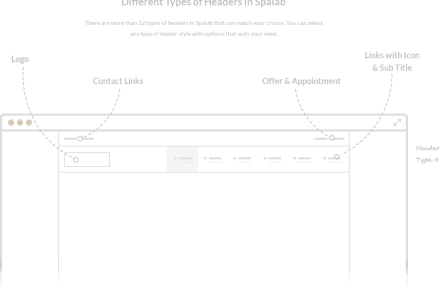 Different Types of Headers in Spalab
There are more than 12 types of headers in Spalab that can match your choice. You can select
any type of header style with options that suits your need.
Logo
Contact Links
Offer & Appointment
Links with Icon
& Sub Title
Header
Type